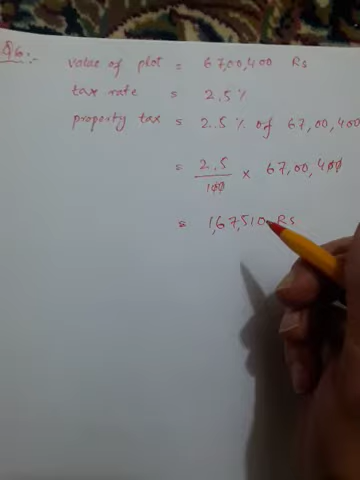 Q6:-
value of plot = 67,00,400 Rs
tax rate = 2.5%
property tax = 2.5% of 67,00,400
= 2.5/100 × 67,00,400
= 1,67,510 Rs